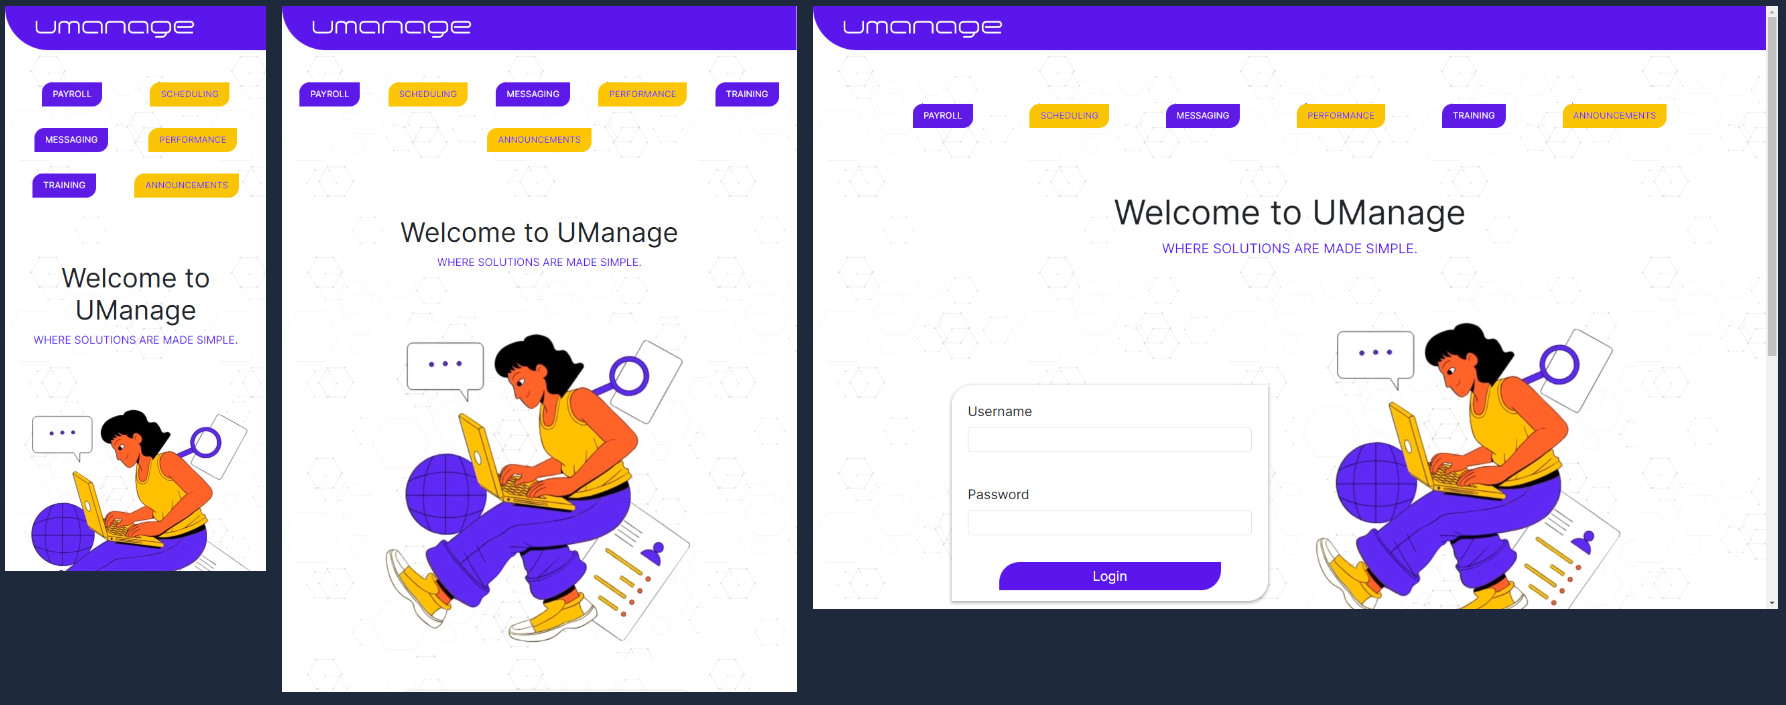 umanage
PAYROLL SCHEDULING
MESSAGING PERFORMANCE
TRAINING ANNOUNCEMENTS
Welcome to
UManage
WHERE SOLUTIONS ARE MADE SIMPLE.
umanage
PAYROLL SCHEDULING MESSAGING PERFORMANCE TRAINING
ANNOUNCEMENTS
Welcome to UManage
WHERE SOLUTIONS ARE MADE SIMPLE.
umanage
PAYROLL SCHEDULING MESSAGING PERFORMANCE TRAINING ANNOUNCEMENTS
Welcome to UManage
WHERE SOLUTIONS ARE MADE SIMPLE.
Username
Password
Login